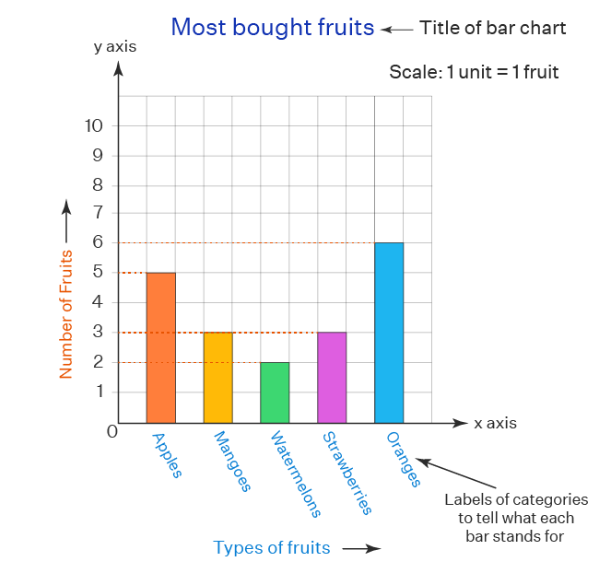 Most bought fruits
Title of bar chart
y axis
Scale: 1 unit = 1 fruit
10
9
8
7
6
5
4
3
2
1
0
Number of Fruits
x axis
Apples
Mangoes
Watermelons
Strawberries
Oranges
Labels of categories
to tell what each
bar stands for
Types of fruits